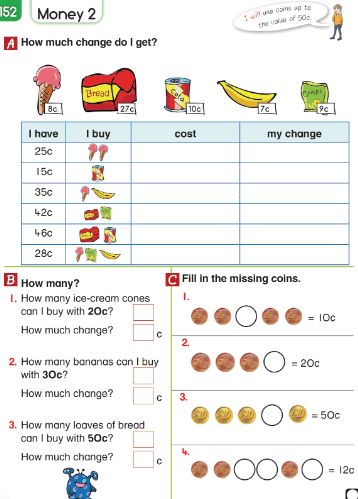 152
Money 2
I will use coins up to
the value of 50c.
A How much change do I get?
Bread
Cola
8c 27c 10c 7c 9c
I have I buy cost my change
25c
15c
35c
42c
46c
28c
B How many?
1. How many ice-cream cones
can I buy with 20c?
How much change? c
2. How many bananas can I buy
with 30c?
How much change? c
3. How many loaves of bread
can I buy with 50c?
How much change? c
C Fill in the missing coins.
1.
= 10c
2.
= 20c
3.
= 50c
4.
= 12c